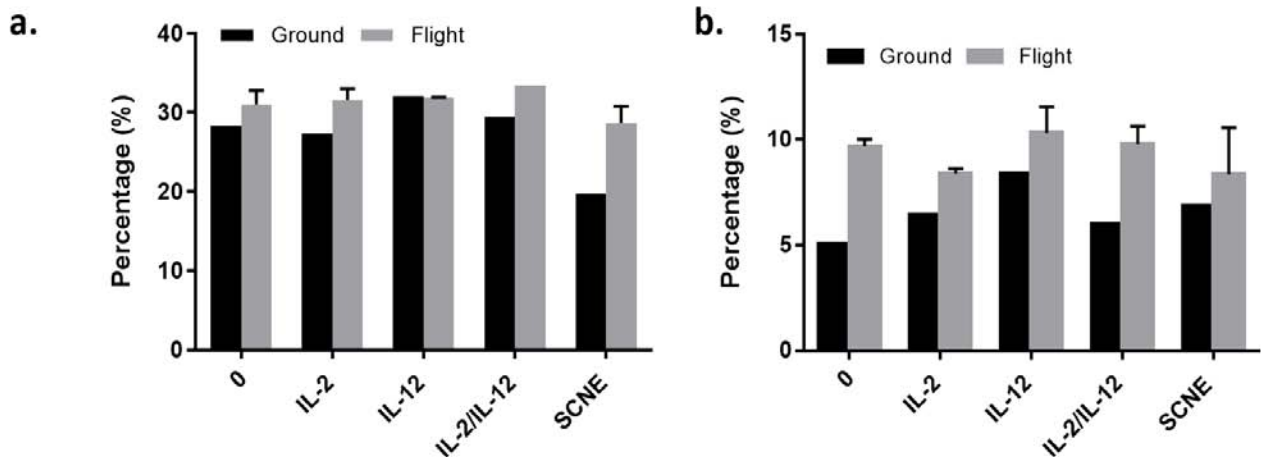 a.
Ground Flight
Percentage (%)
40
30
20
10
0
0
IL-2
IL-12
IL-2/IL-12
SCNE
b.
Ground Flight
Percentage (%)
15
10
5
0
0
IL-2
IL-12
IL-2/IL-12
SCNE